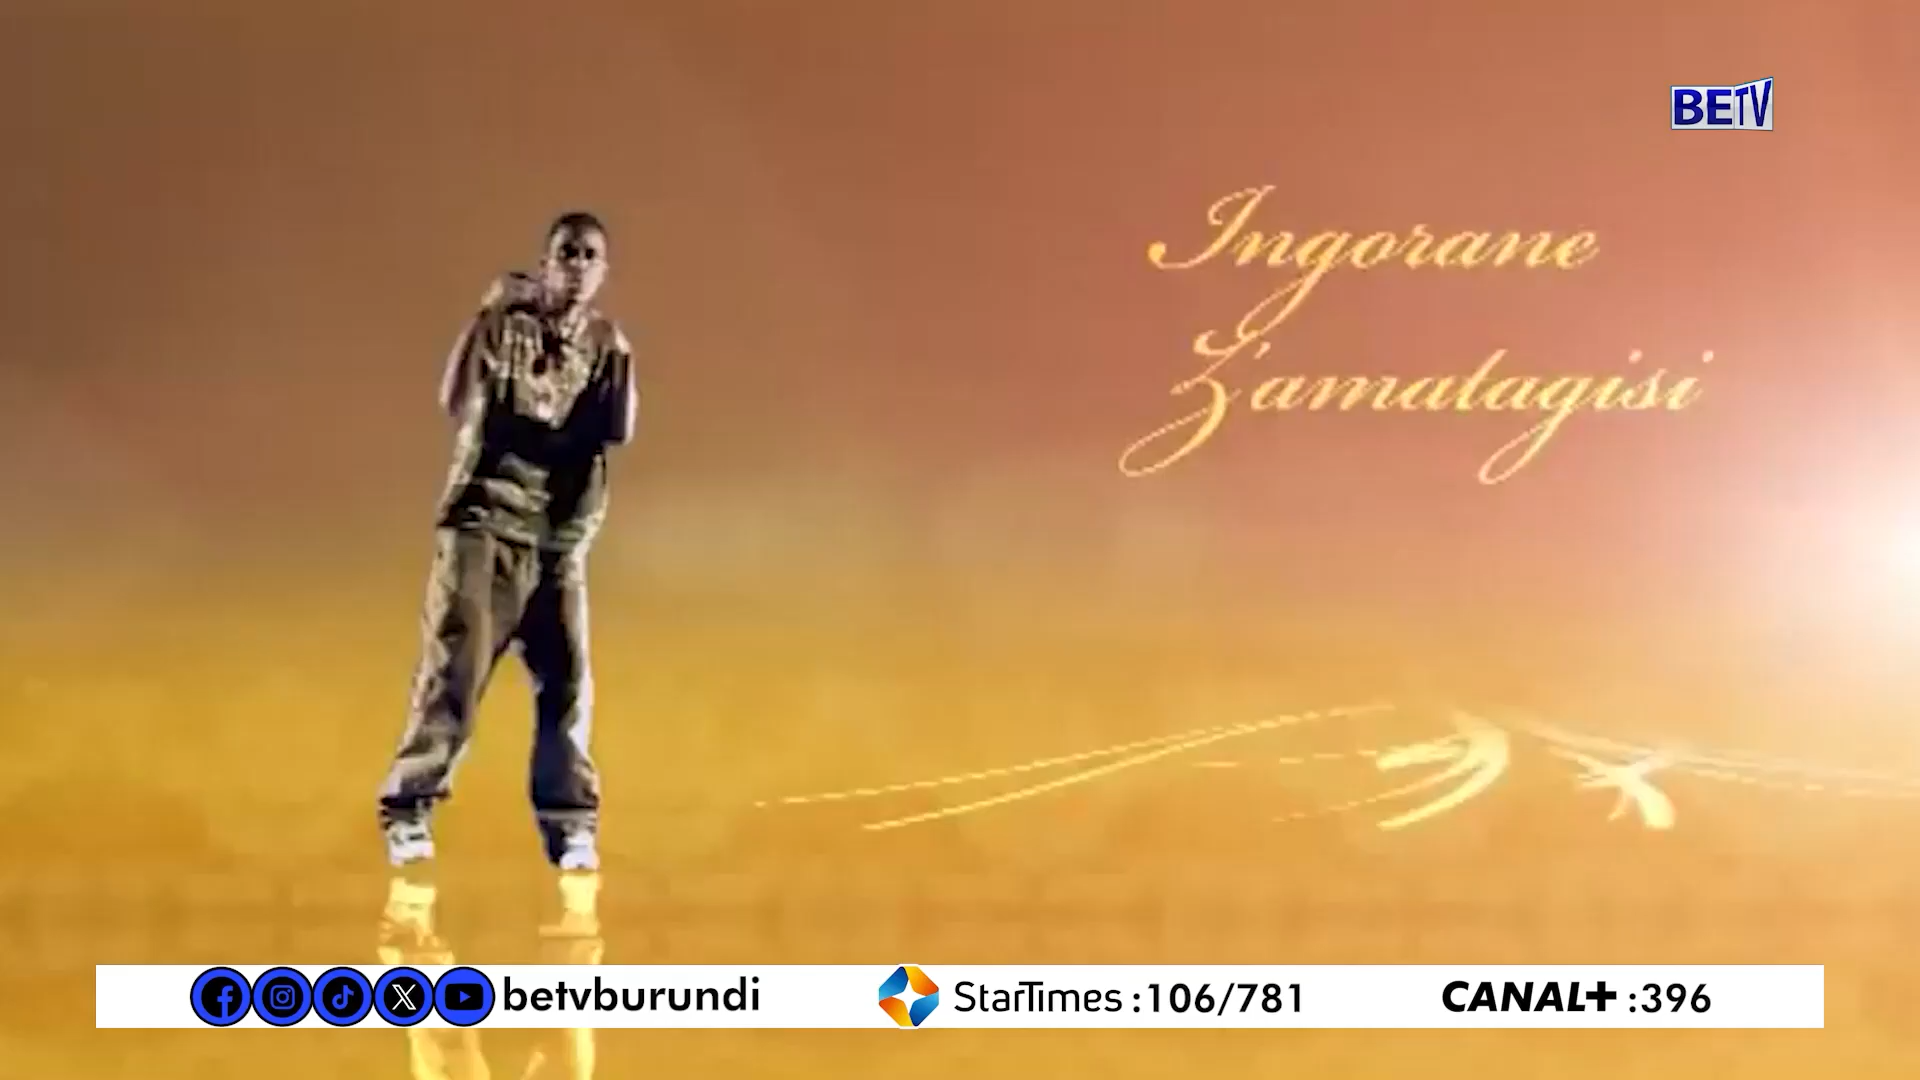 BETV
Ingorane
Z'amatagisi
betvburundi
StarTimes :106/781
CANAL+ :396